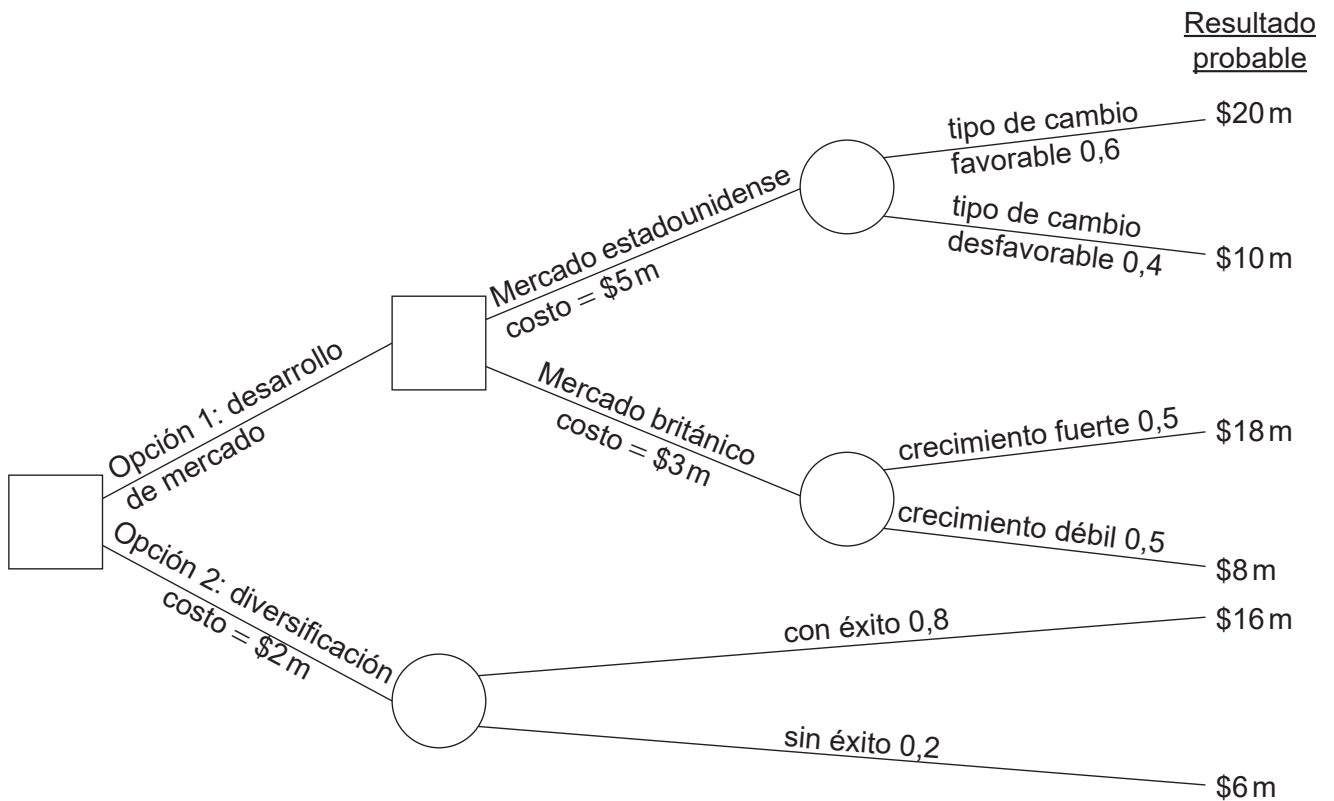 Resultado
probable
tipo de cambio
favorable 0,6
$20 m
tipo de cambio
desfavorable 0,4
$10 m
Mercado estadounidense
costo = $5 m
Mercado británico
costo = $3 m
crecimiento fuerte 0,5
$18 m
crecimiento débil 0,5
$8 m
Opción 1: desarrollo
de mercado
Opción 2: diversificación
costo = $2 m
con éxito 0,8
$16 m
sin éxito 0,2
$6 m